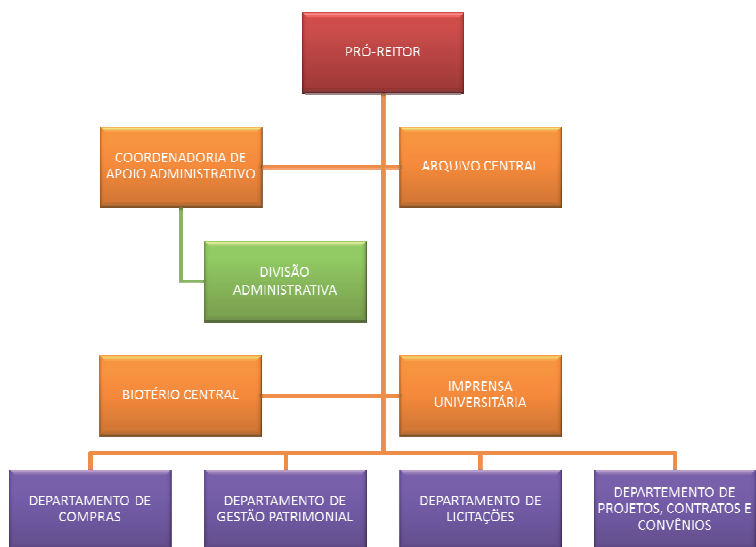 PRÓ-REITOR
COORDENADORIA DE
APOIO ADMINISTRATIVO
ARQUIVO CENTRAL
DIVISÃO
ADMINISTRATIVA
BIOTÉRIO CENTRAL
IMPRENSA
UNIVERSITÁRIA
DEPARTAMENTO DE
COMPRAS
DEPARTAMENTO DE
GESTÃO PATRIMONIAL
DEPARTAMENTO DE
LICITAÇÕES
DEPARTEMENTO DE
PROJETOS, CONTRATOS E
CONVÊNIOS